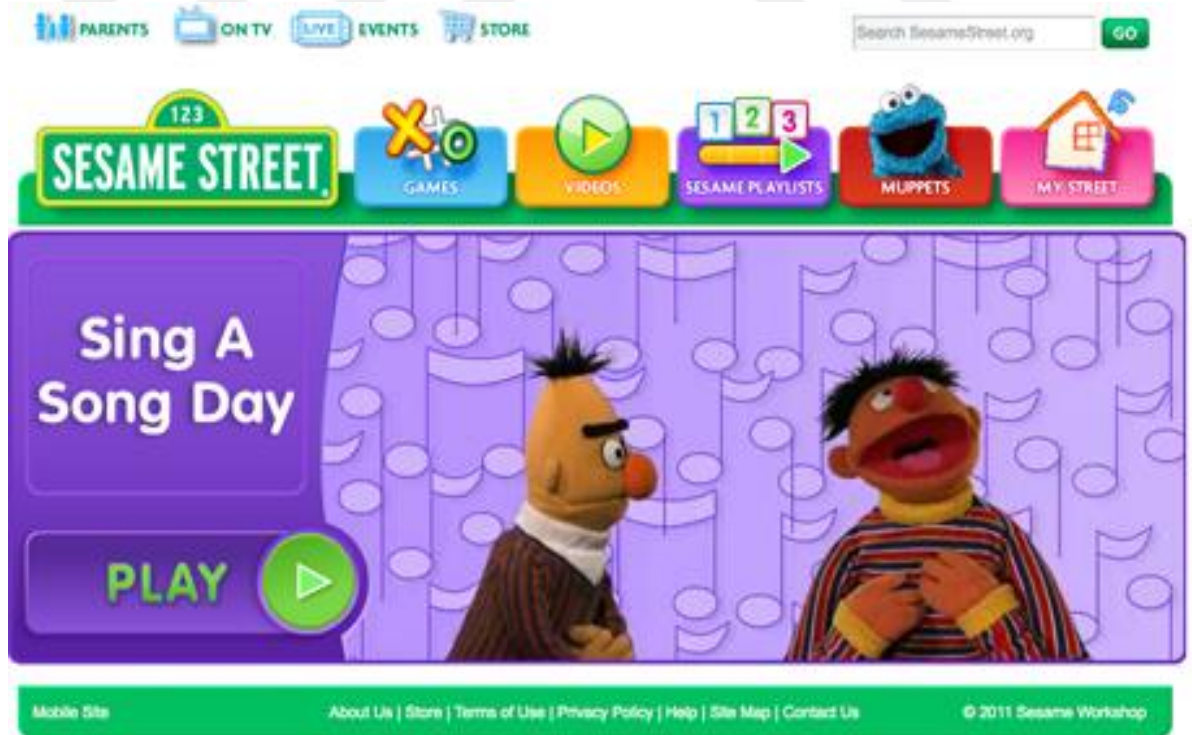 PARENTS ON TV LIVE EVENTS STORE Search SesameStreet.org GO
123
SESAME STREET
1 2 3
GAMES VIDEOS SESAME PLAYLISTS MUPPETS MY STREET
Sing A
Song Day
PLAY
Mobile Site About Us | Store | Terms of Use | Privacy Policy | Help | Site Map | Contact Us © 2011 Sesame Workshop